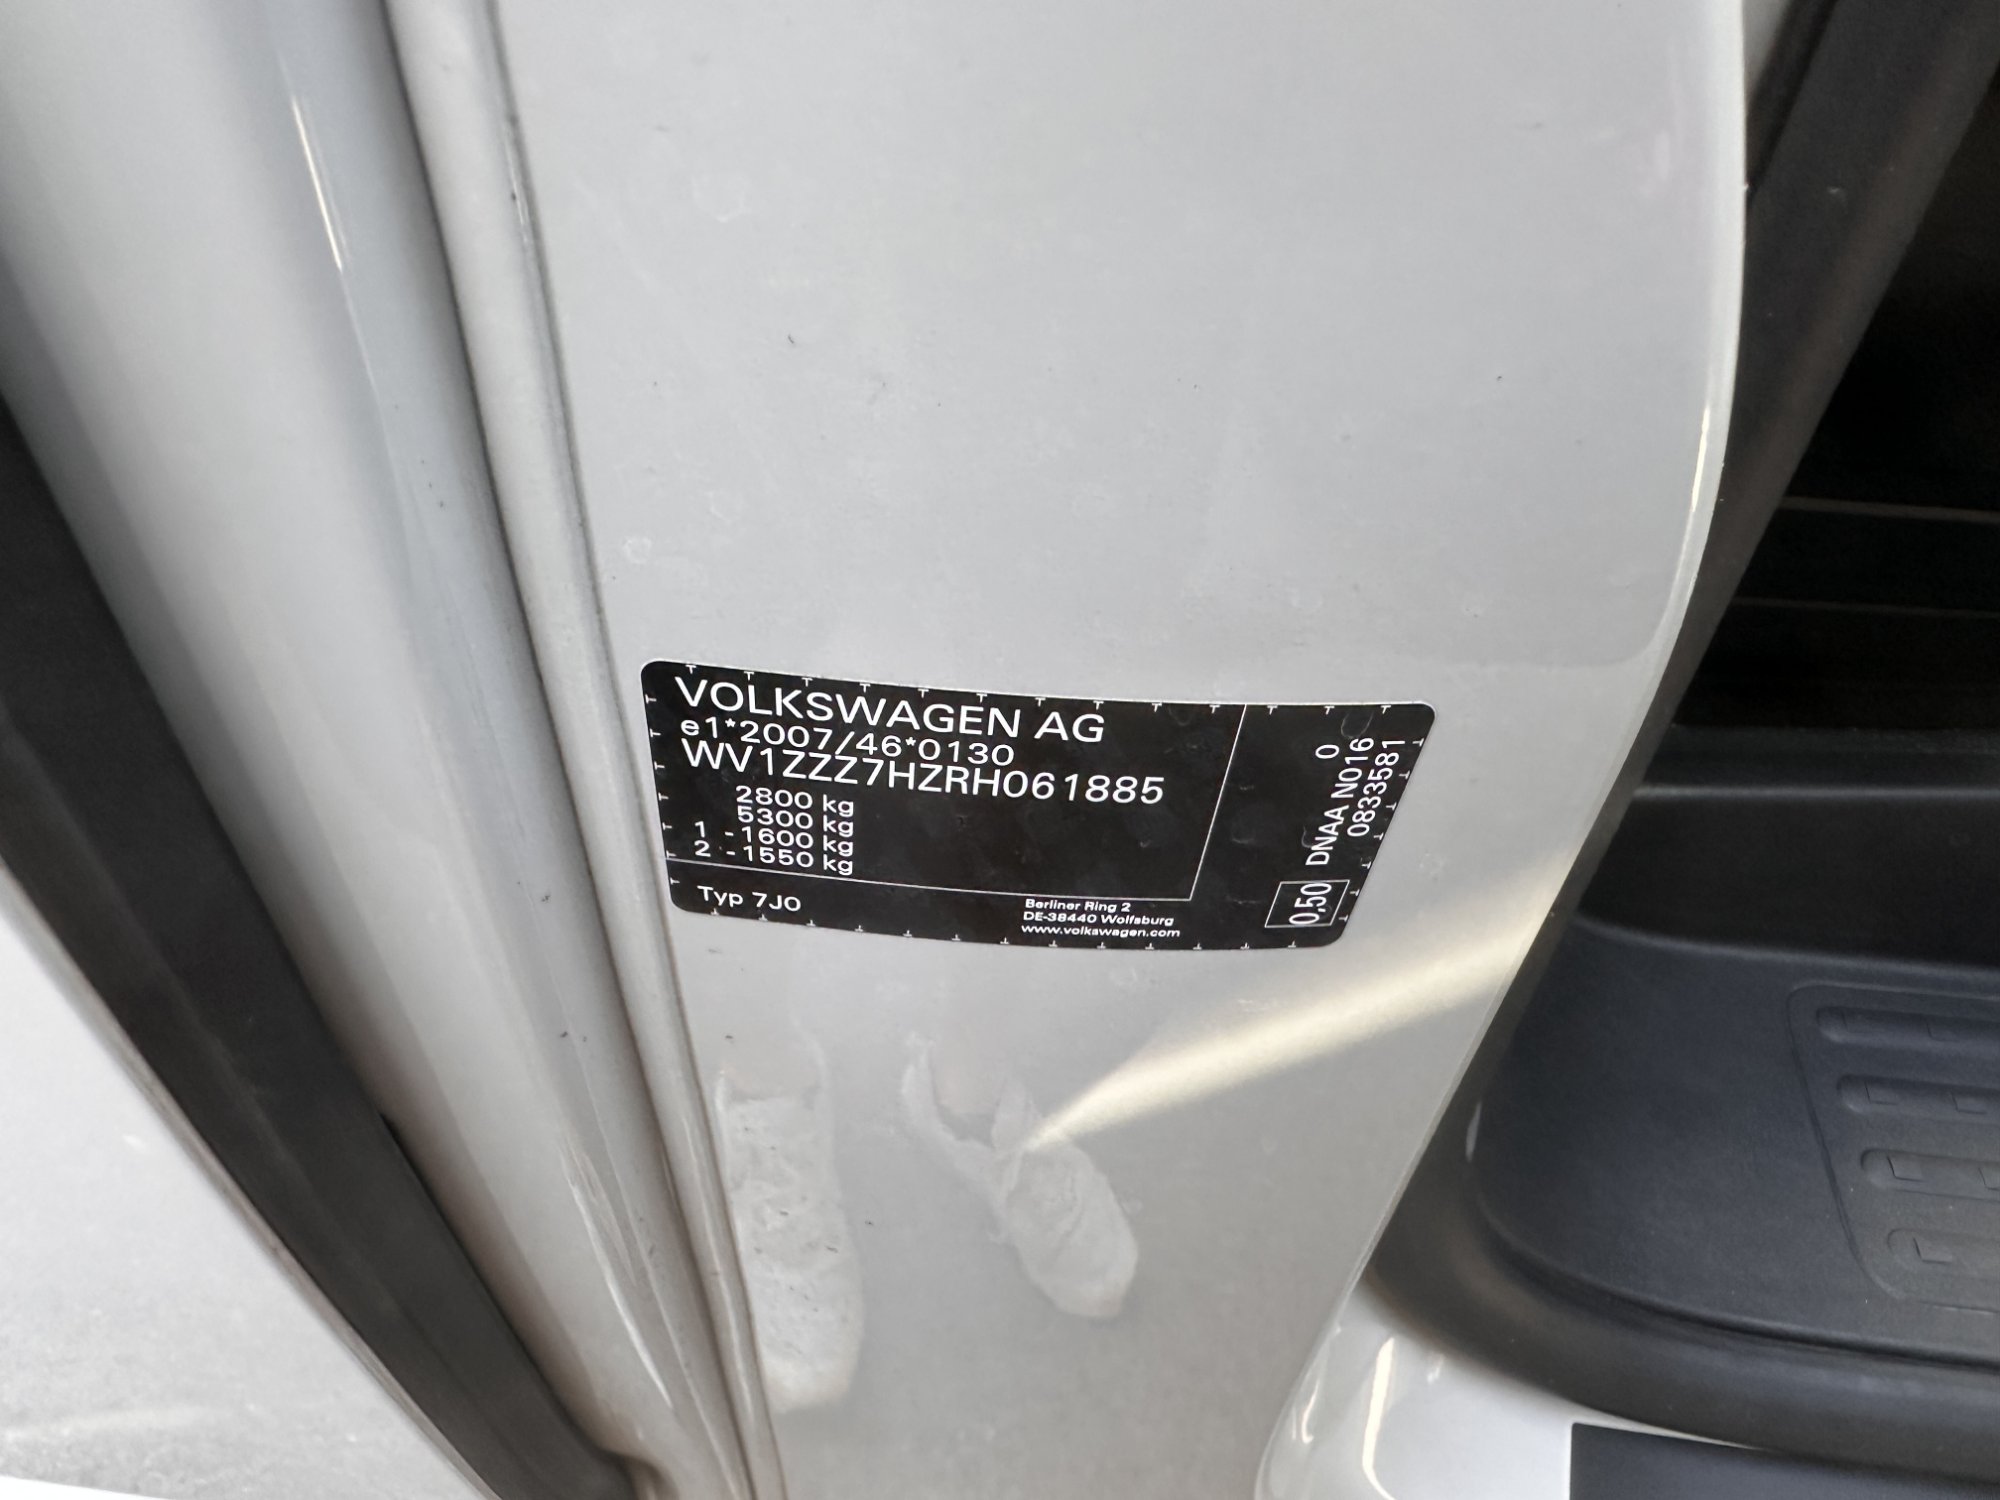 VOLKSWAGEN AG
e1*2007/46*0130
WV1ZZZ7HZRH061885
2800 kg
5300 kg
1 - 1600 kg
2 - 1550 kg
Typ 7J0
Berliner Ring 2
DE-38440 Wolfsburg
www.volkswagen.com
0
DNAA N016
0833581
0,50